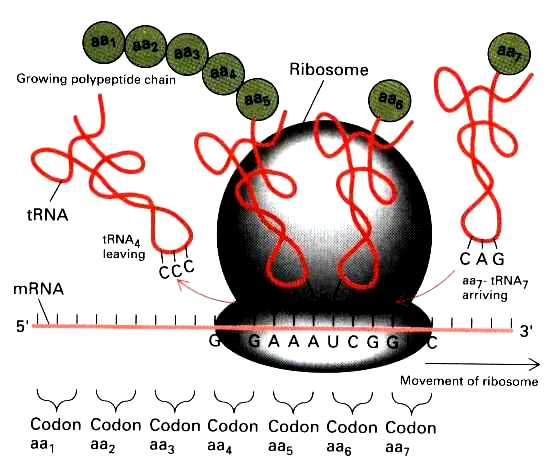 aa1 aa2 aa3 aa4 aa5 aa6 aa7
Growing polypeptide chain
Ribosome
tRNA
tRNA4
leaving
CCC
CAG
aa7- tRNA7
arriving
mRNA
5'
3'
G GAAAUCGG C
Movement of ribosome
Codon Codon Codon Codon Codon Codon Codon
aa1 aa2 aa3 aa4 aa5 aa6 aa7